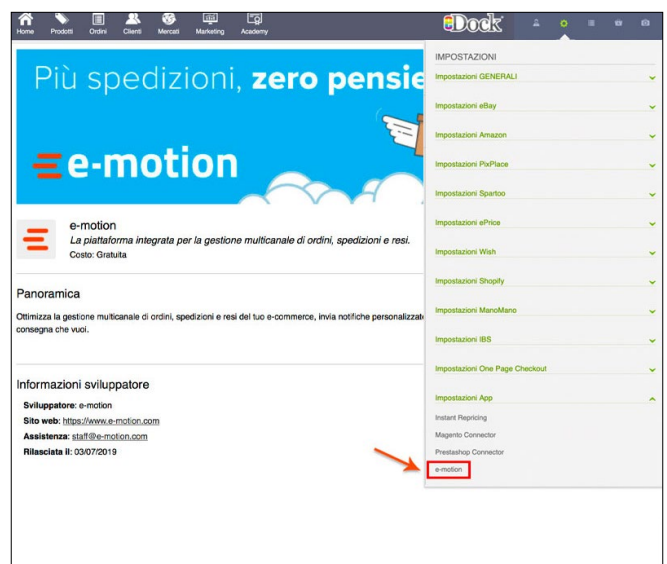 Home Prodotti Ordini Clienti Mercati Marketing Academy
eDock
Più spedizioni, zero pensie
e-motion
e-motion
La piattaforma integrata per la gestione multicanale di ordini, spedizioni e resi.
Costo: Gratuita
Panoramica
Ottimizza la gestione multicanale di ordini, spedizioni e resi del tuo e-commerce, invia notifiche personalizzat
consegna che vuoi.
Informazioni sviluppatore
Sviluppatore: e-motion
Sito web: https://www.e-motion.com
Assistenza: staff@e-motion.com
Rilasciata il: 03/07/2019
IMPOSTAZIONI
Impostazioni GENERALI
Impostazioni eBay
Impostazioni Amazon
Impostazioni PixPlace
Impostazioni Spartoo
Impostazioni ePrice
Impostazioni Wish
Impostazioni Shopify
Impostazioni ManoMano
Impostazioni IBS
Impostazioni One Page Checkout
Impostazioni App
Instant Repricing
Magento Connector
Prestashop Connector
e-motion